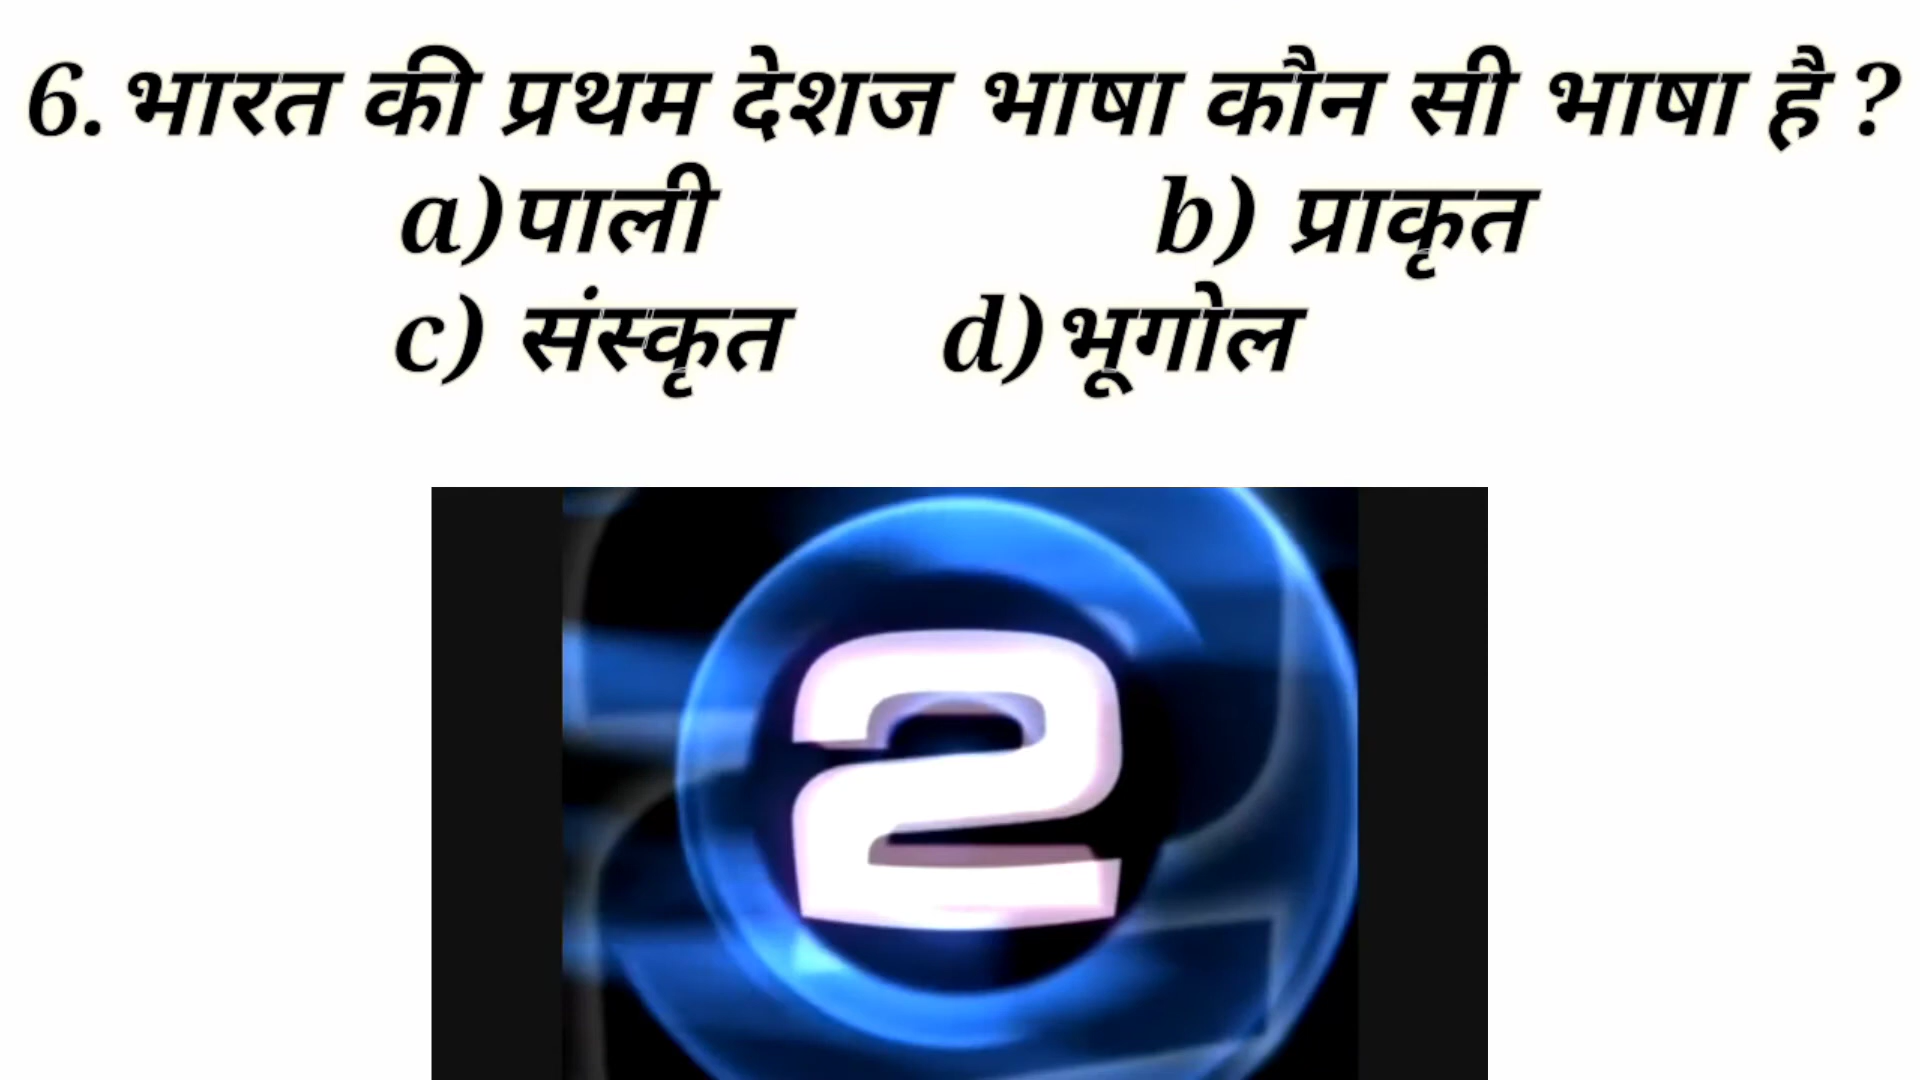 6. भारत की प्रथम देशज भाषा कौन सी भाषा है ?
a)पाली b) प्राकृत
c) संस्कृत d)भूगोल
2